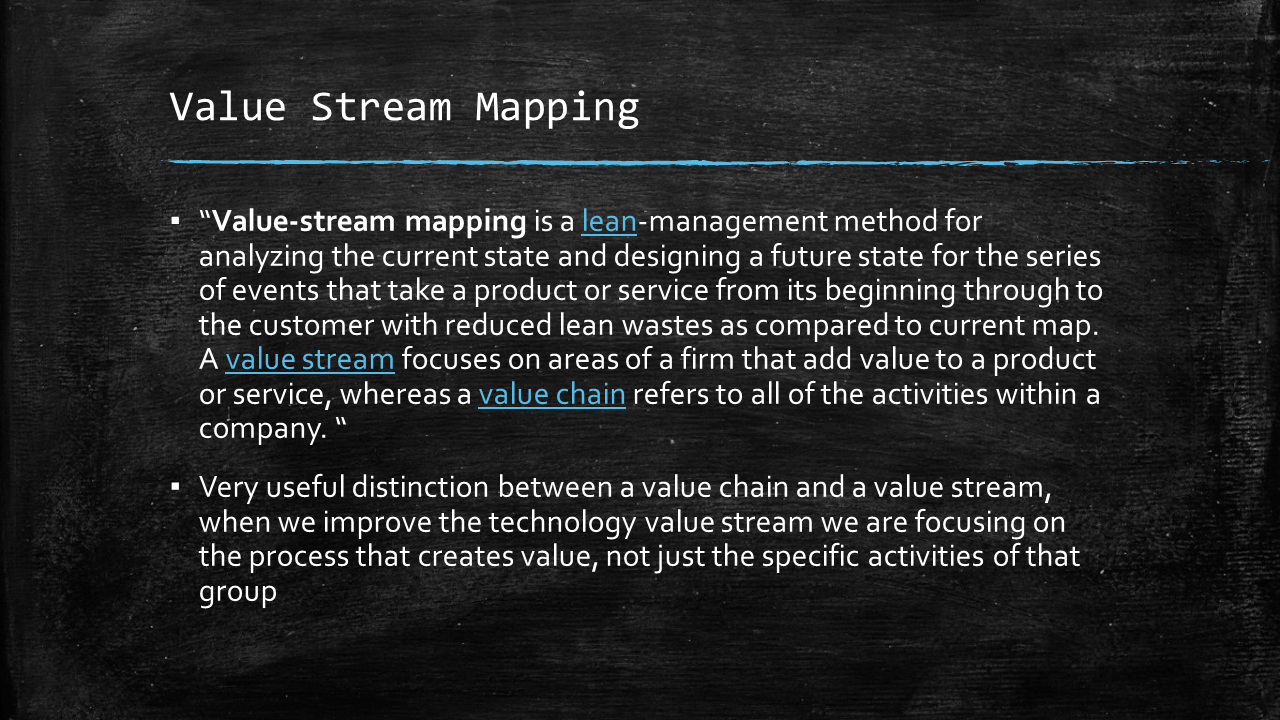 Value Stream Mapping
▪ “Value-stream mapping is a lean-management method for
analyzing the current state and designing a future state for the series
of events that take a product or service from its beginning through to
the customer with reduced lean wastes as compared to current map.
A value stream focuses on areas of a firm that add value to a product
or service, whereas a value chain refers to all of the activities within a
company. “
▪ Very useful distinction between a value chain and a value stream,
when we improve the technology value stream we are focusing on
the process that creates value, not just the specific activities of that
group